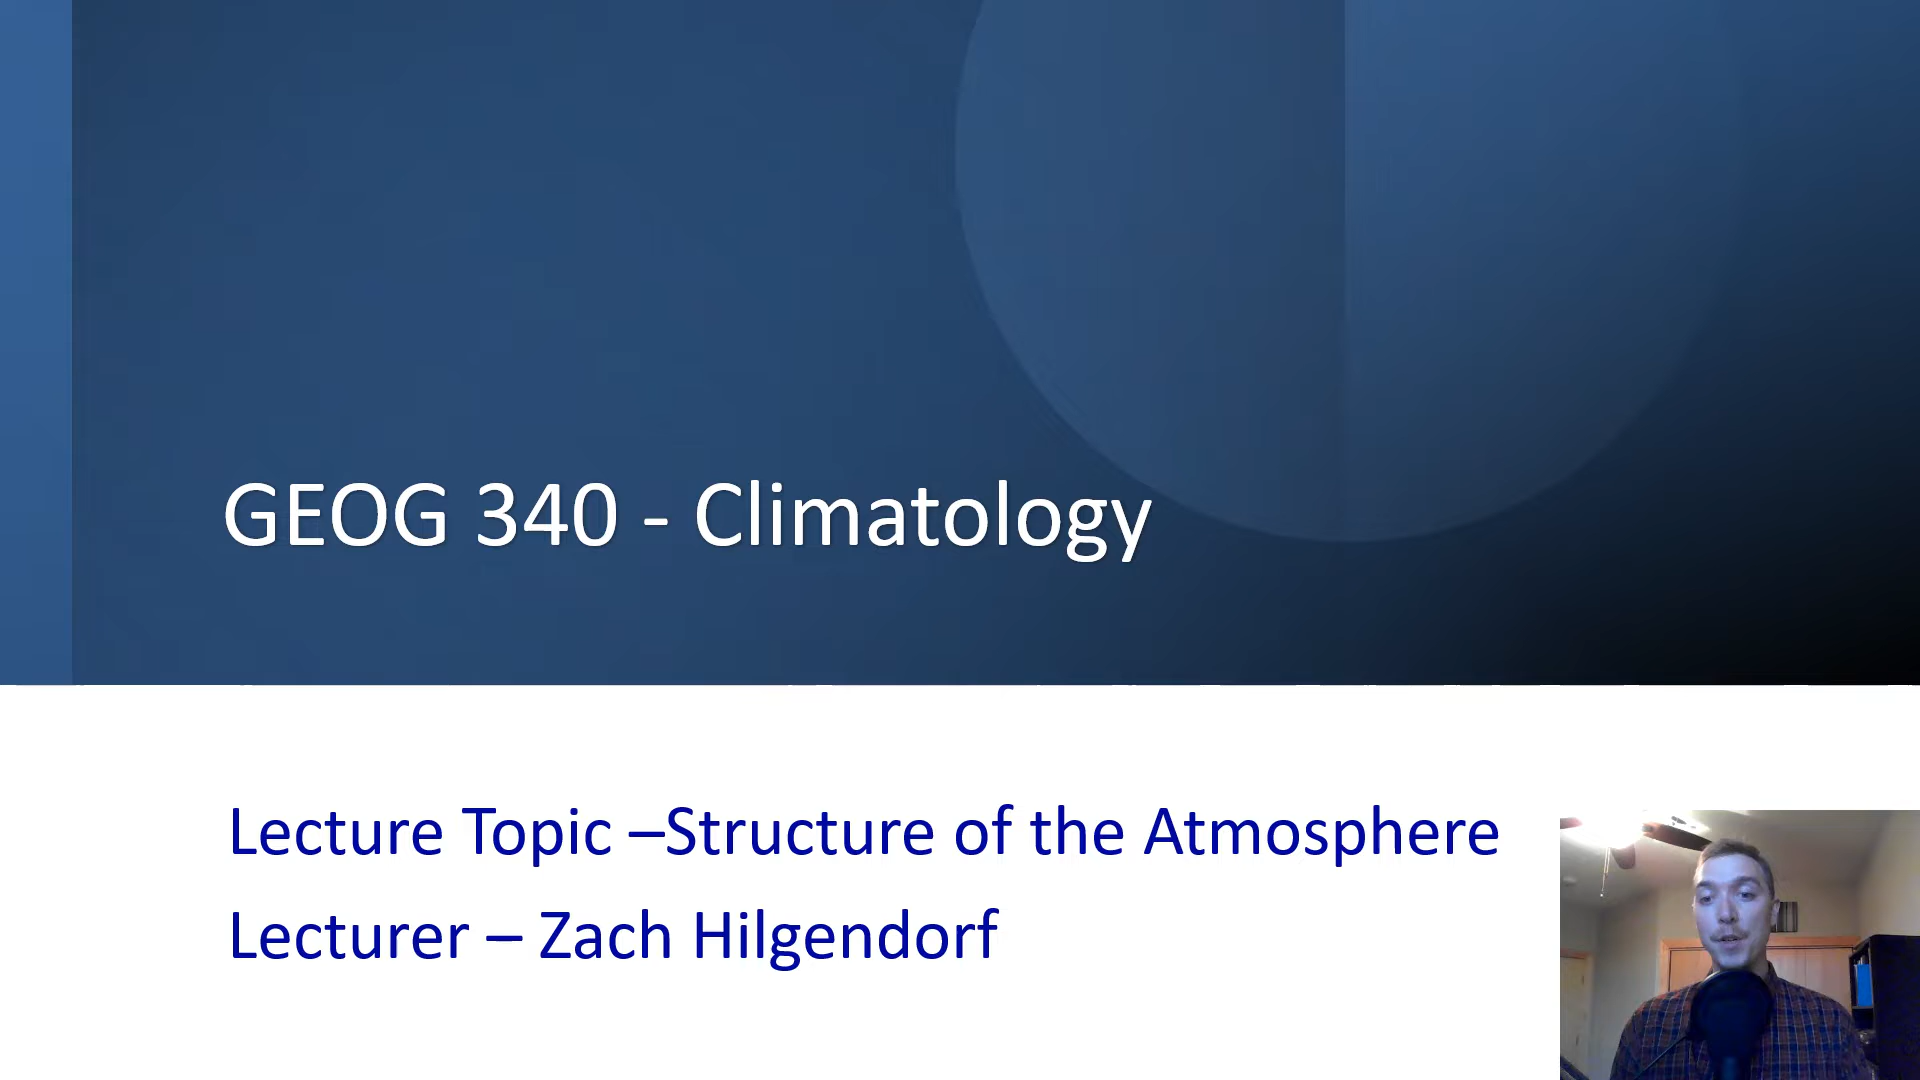 GEOG 340 - Climatology
Lecture Topic –Structure of the Atmosphere
Lecturer – Zach Hilgendorf